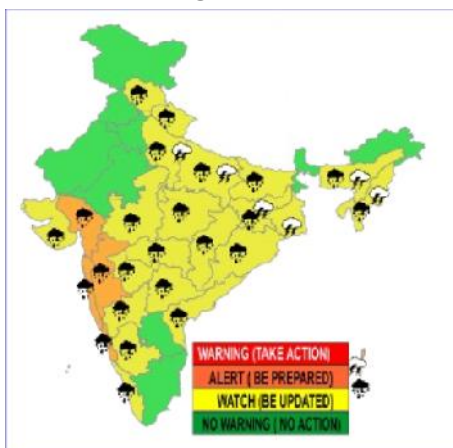 WARNING (TAKE ACTION)
ALERT ( BE PREPARED)
WATCH (BE UPDATED)
NO WARNING ( NO ACTION)